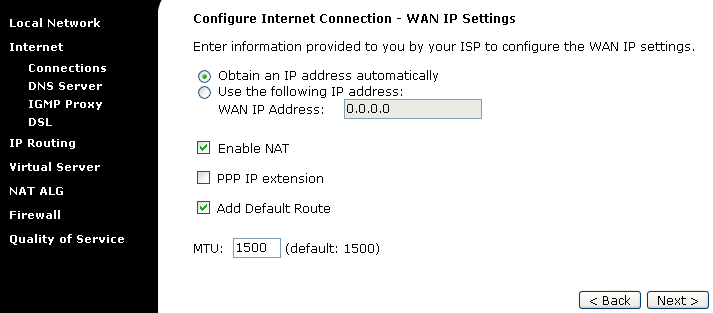 Local Network
Internet
Connections
DNS Server
IGMP Proxy
DSL
IP Routing
Virtual Server
NAT ALG
Firewall
Quality of Service
Configure Internet Connection - WAN IP Settings
Enter information provided to you by your ISP to configure the WAN IP settings.
Obtain an IP address automatically
Use the following IP address:
WAN IP Address: 0.0.0.0
Enable NAT
PPP IP extension
Add Default Route
MTU: 1500 (default: 1500)
< Back Next >